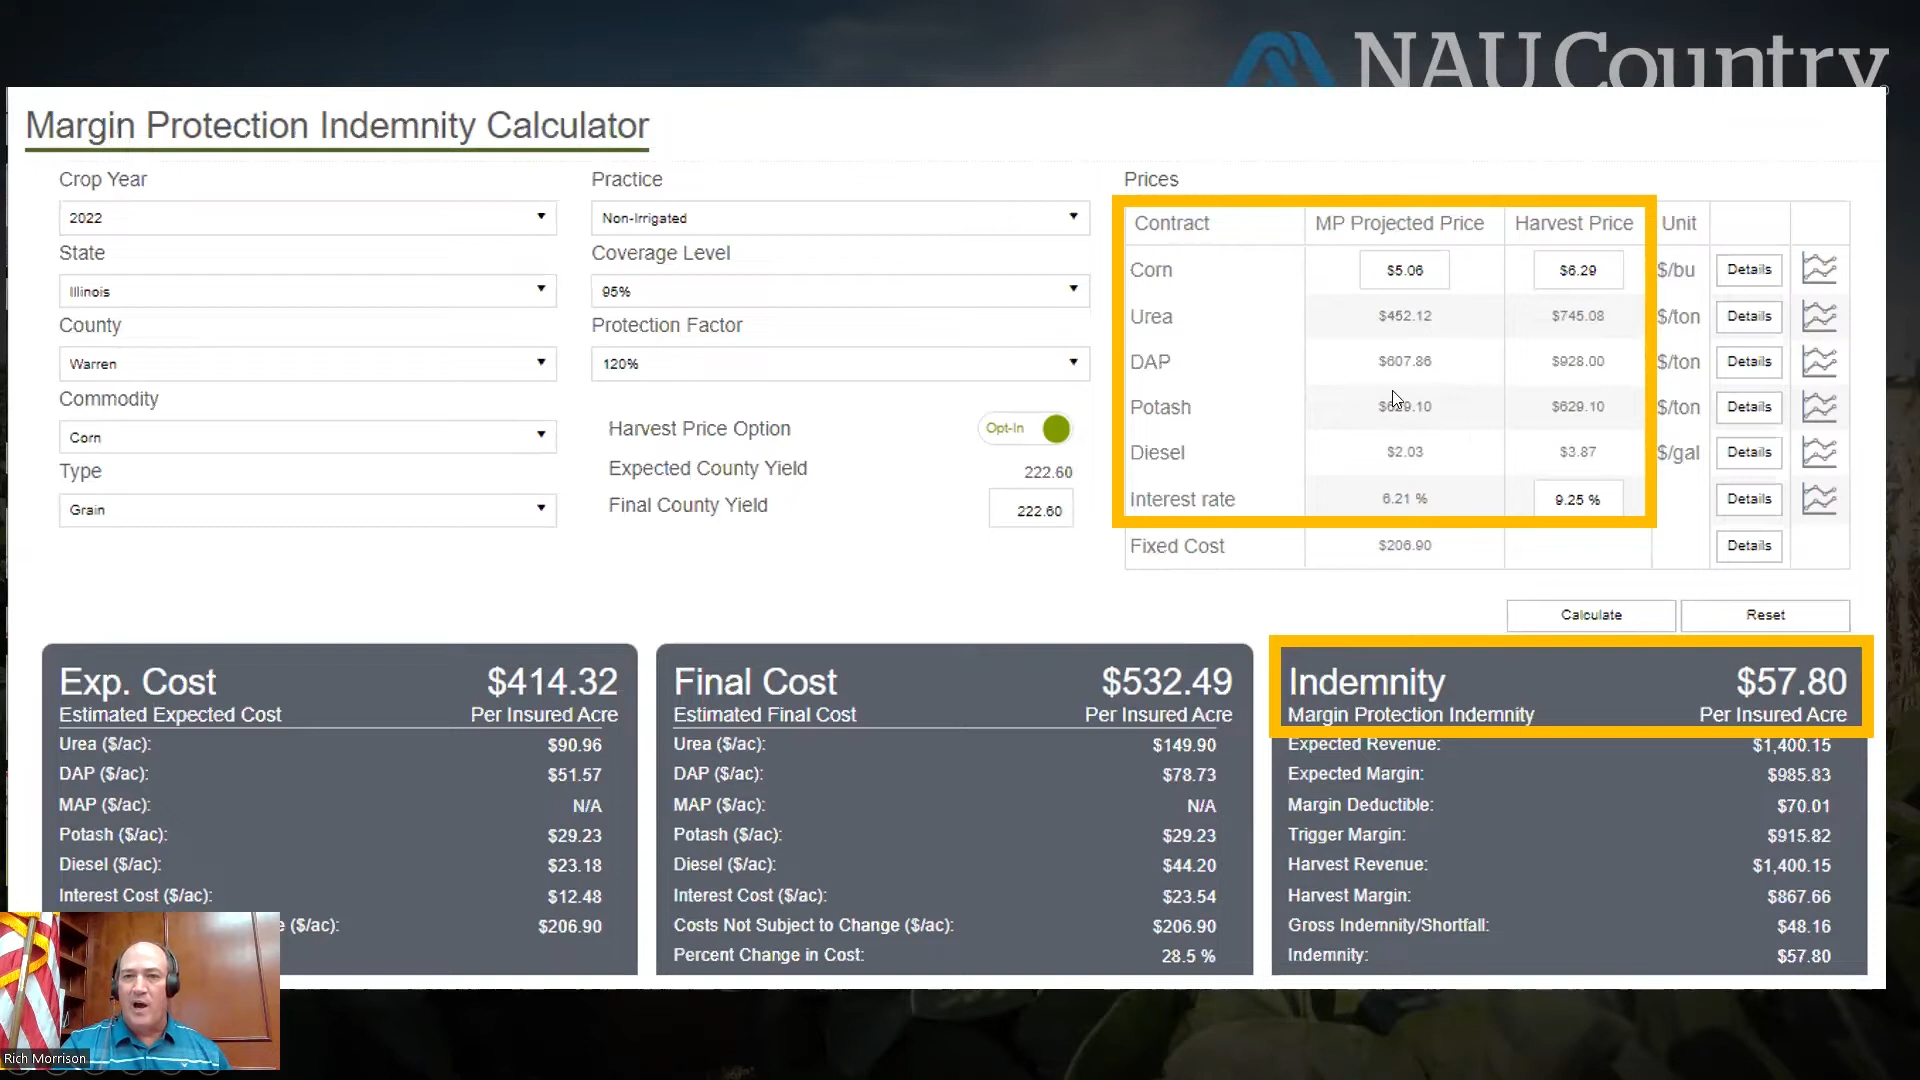 NAU Country
Margin Protection Indemnity Calculator
Crop Year
2022
State
Illinois
County
Warren
Commodity
Corn
Type
Grain
Practice
Non-Irrigated
Coverage Level
95%
Protection Factor
120%
Harvest Price Option
Opt-In
Expected County Yield 222.60
Final County Yield 222.60
Prices
Contract MP Projected Price Harvest Price Unit
Corn $5.06 $6.29 $/bu Details
Urea $452.12 $745.08 $/ton Details
DAP $607.86 $928.00 $/ton Details
Potash $629.10 $629.10 $/ton Details
Diesel $2.03 $3.87 $/gal Details
Interest rate 6.21 % 9.25 % Details
Fixed Cost $206.90 Details
Calculate Reset
Exp. Cost $414.32
Estimated Expected Cost Per Insured Acre
Urea ($/ac): $90.96
DAP ($/ac): $51.57
MAP ($/ac): N/A
Potash ($/ac): $29.23
Diesel ($/ac): $23.18
Interest Cost ($/ac): $12.48
($/ac): $206.90
Final Cost $532.49
Estimated Final Cost Per Insured Acre
Urea ($/ac): $149.90
DAP ($/ac): $78.73
MAP ($/ac): N/A
Potash ($/ac): $29.23
Diesel ($/ac): $44.20
Interest Cost ($/ac): $23.54
Costs Not Subject to Change ($/ac): $206.90
Percent Change in Cost: 28.5 %
Indemnity $57.80
Margin Protection Indemnity Per Insured Acre
Expected Revenue: $1,400.15
Expected Margin: $985.83
Margin Deductible: $70.01
Trigger Margin: $915.82
Harvest Revenue: $1,400.15
Harvest Margin: $867.66
Gross Indemnity/Shortfall: $48.16
Indemnity: $57.80
Rich Morrison